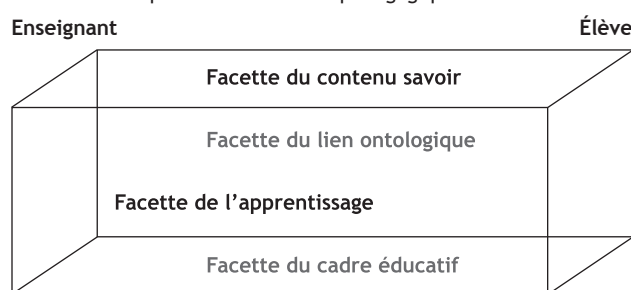 Enseignant Élève
Facette du contenu savoir
Facette du lien ontologique
Facette de l'apprentissage
Facette du cadre éducatif